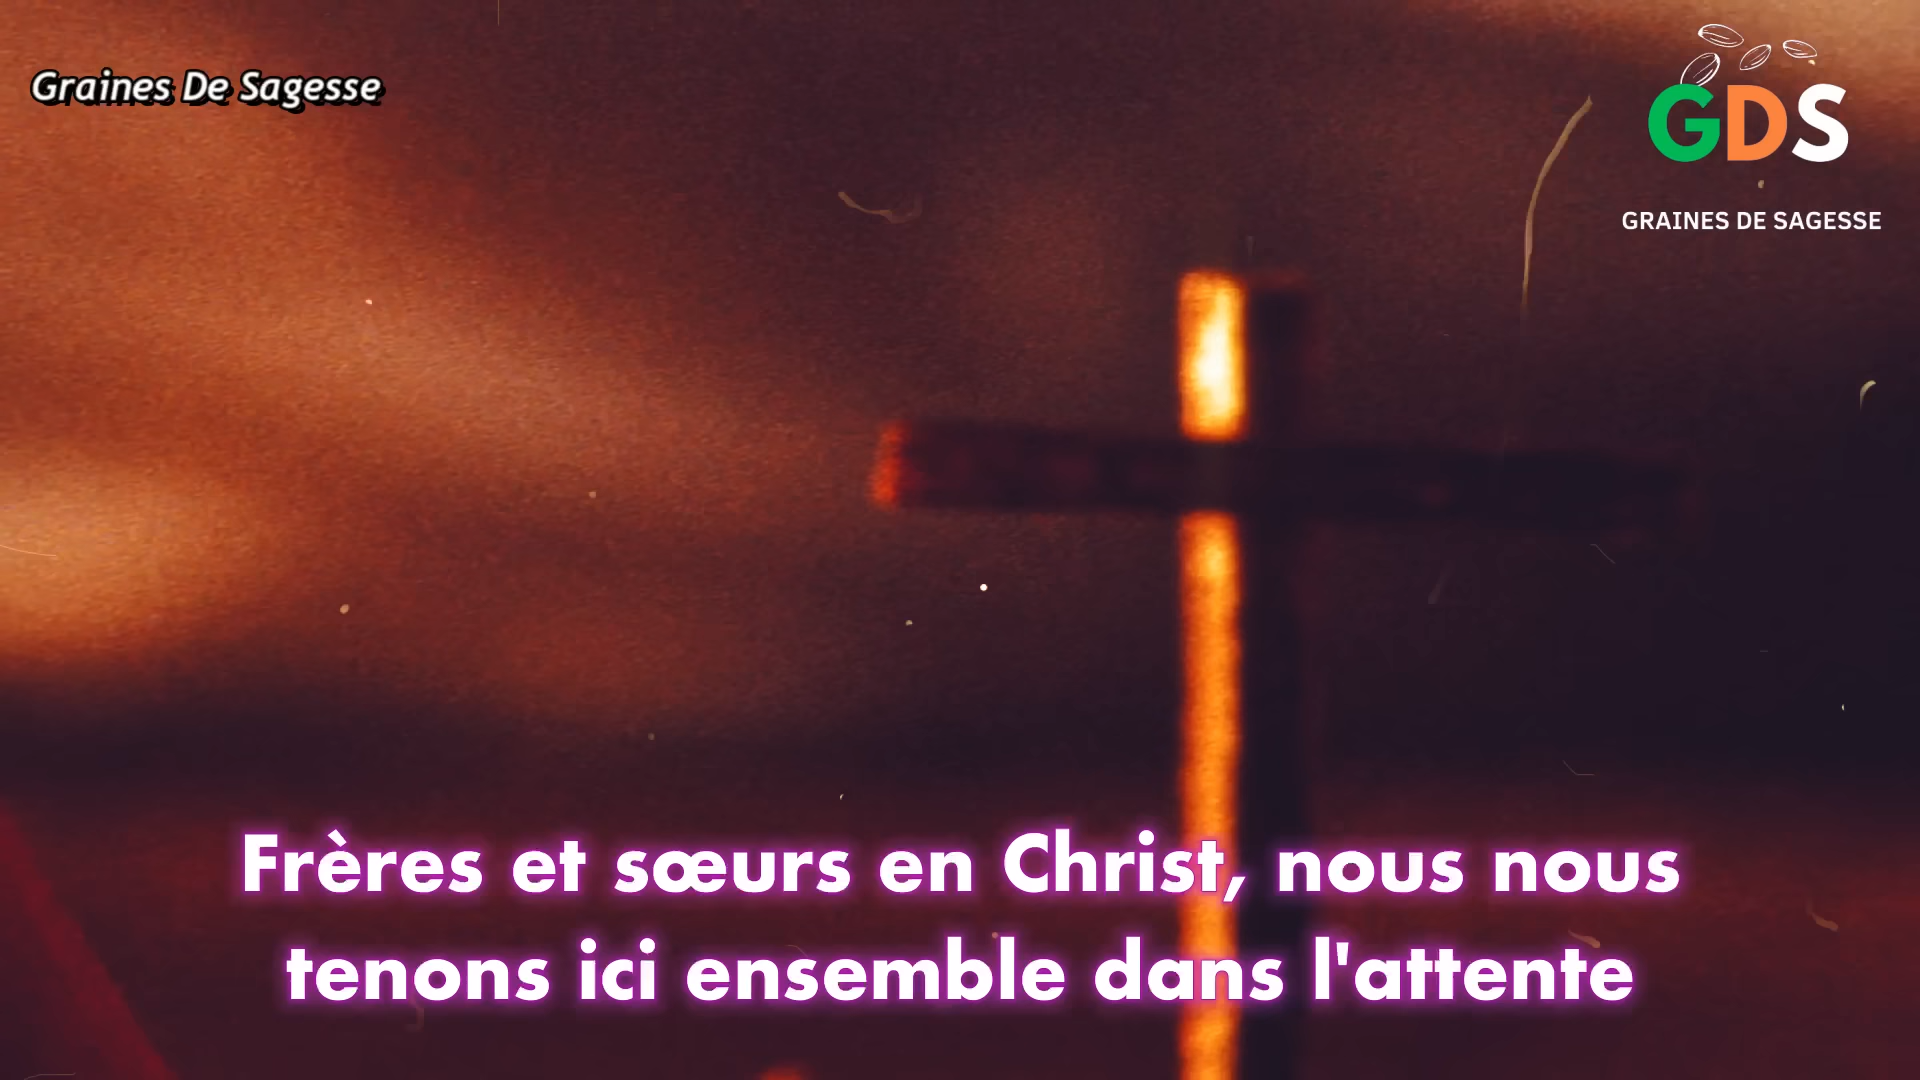 Graines De Sagesse
GDS
GRAINES DE SAGESSE
Frères et sœurs en Christ, nous nous
tenons ici ensemble dans l'attente